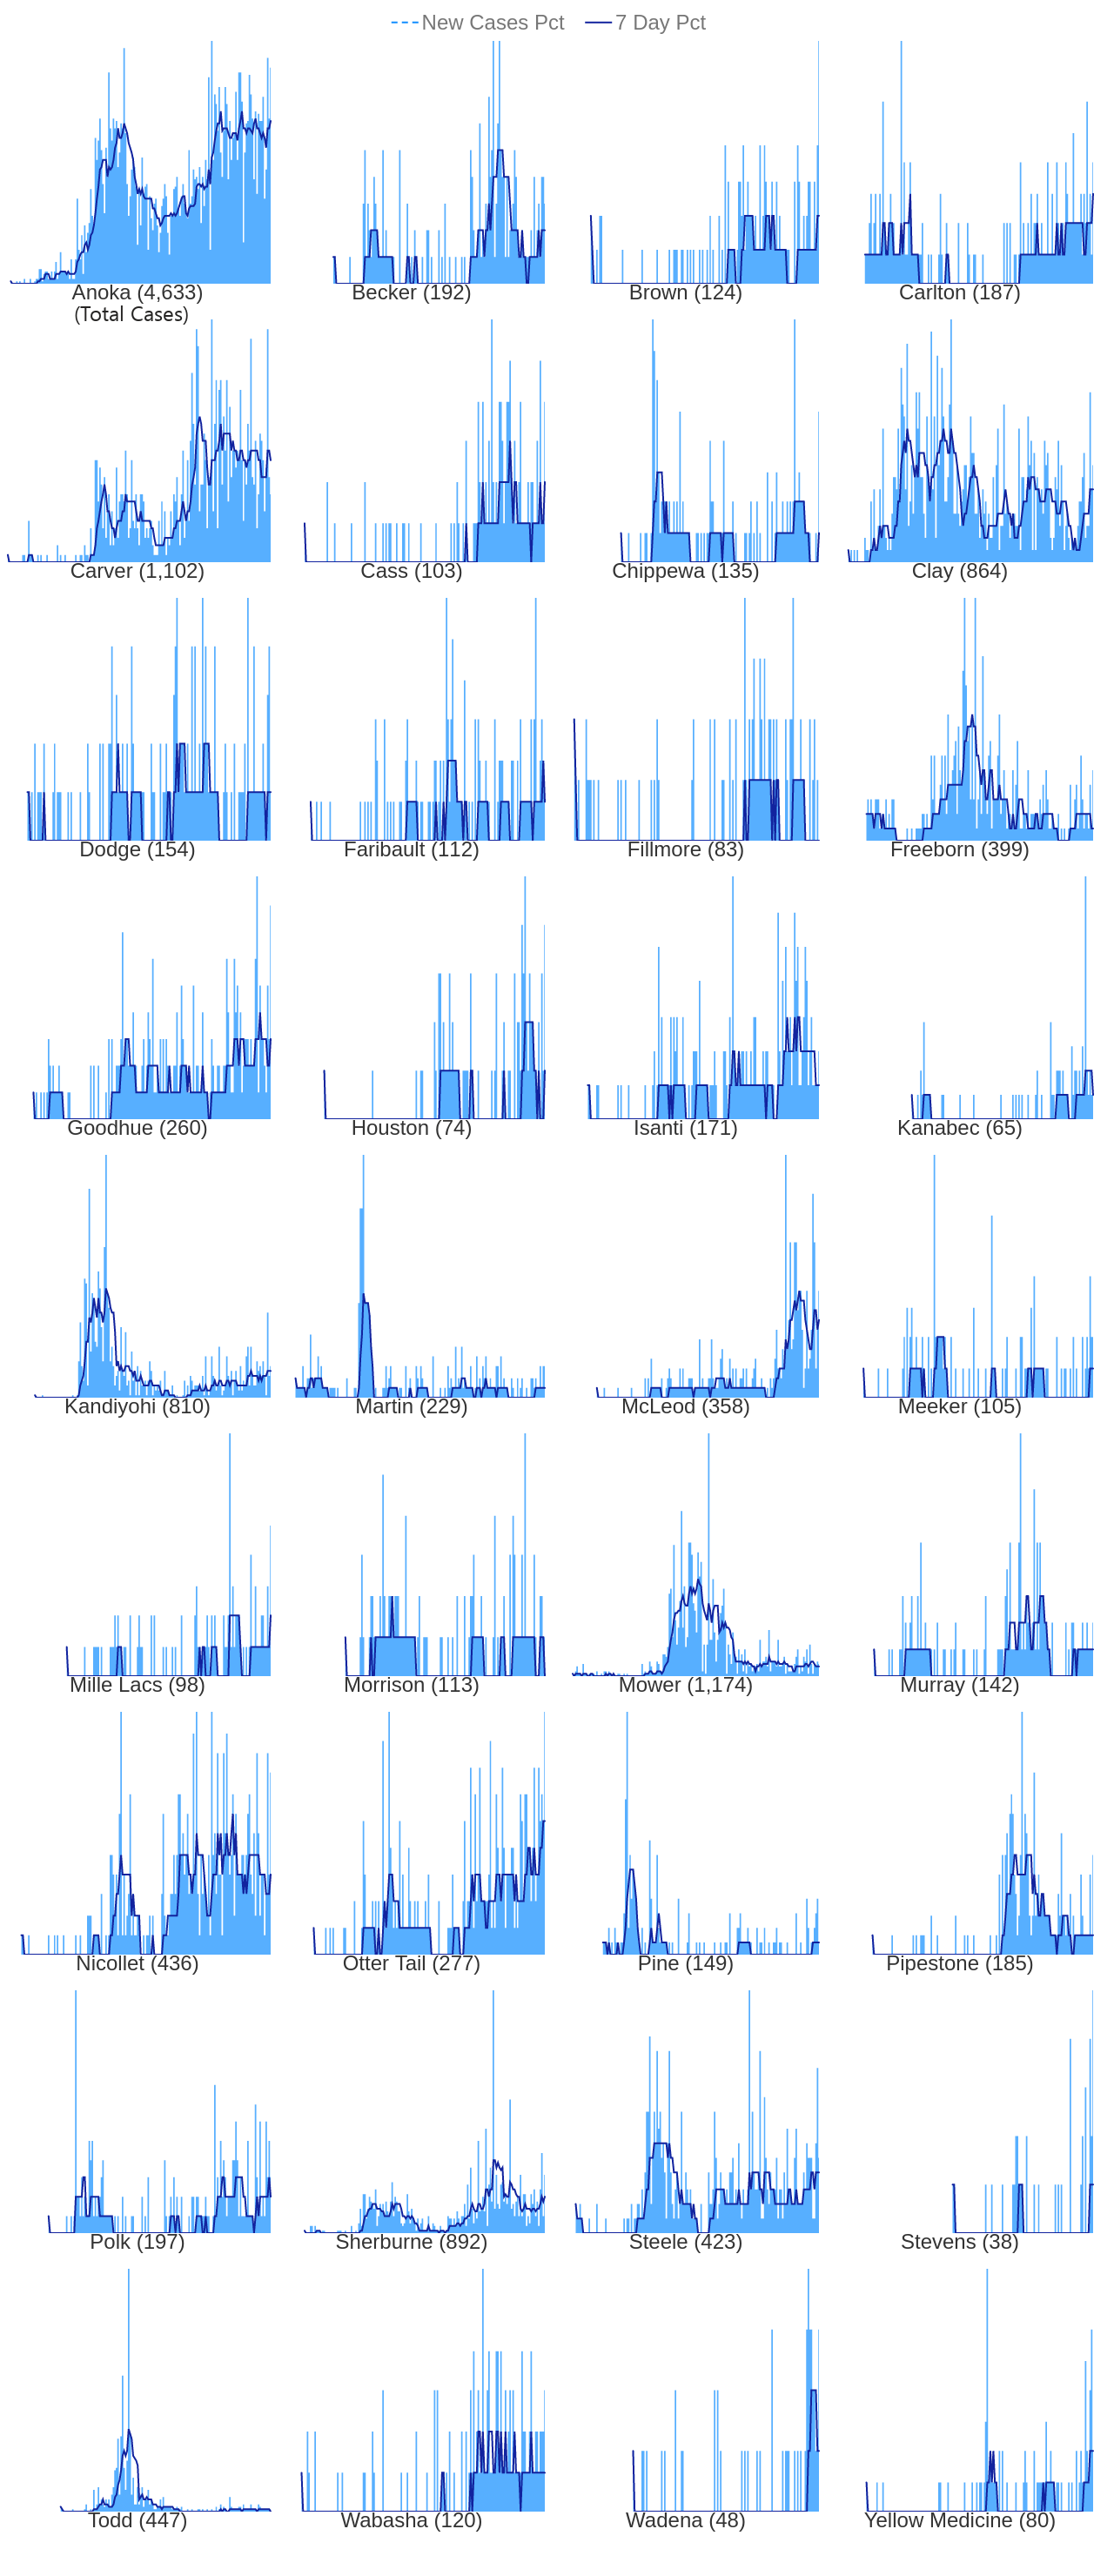 New Cases Pct 7 Day Pct
Anoka (4,633) Becker (192) Brown (124) Carlton (187)
(Total Cases)
Carver (1,102) Cass (103) Chippewa (135) Clay (864)
Dodge (154) Faribault (112) Fillmore (83) Freeborn (399)
Goodhue (260) Houston (74) Isanti (171) Kanabec (65)
Kandiyohi (810) Martin (229) McLeod (358) Meeker (105)
Mille Lacs (98) Morrison (113) Mower (1,174) Murray (142)
Nicollet (436) Otter Tail (277) Pine (149) Pipestone (185)
Polk (197) Sherburne (892) Steele (423) Stevens (38)
Todd (447) Wabasha (120) Wadena (48) Yellow Medicine (80)